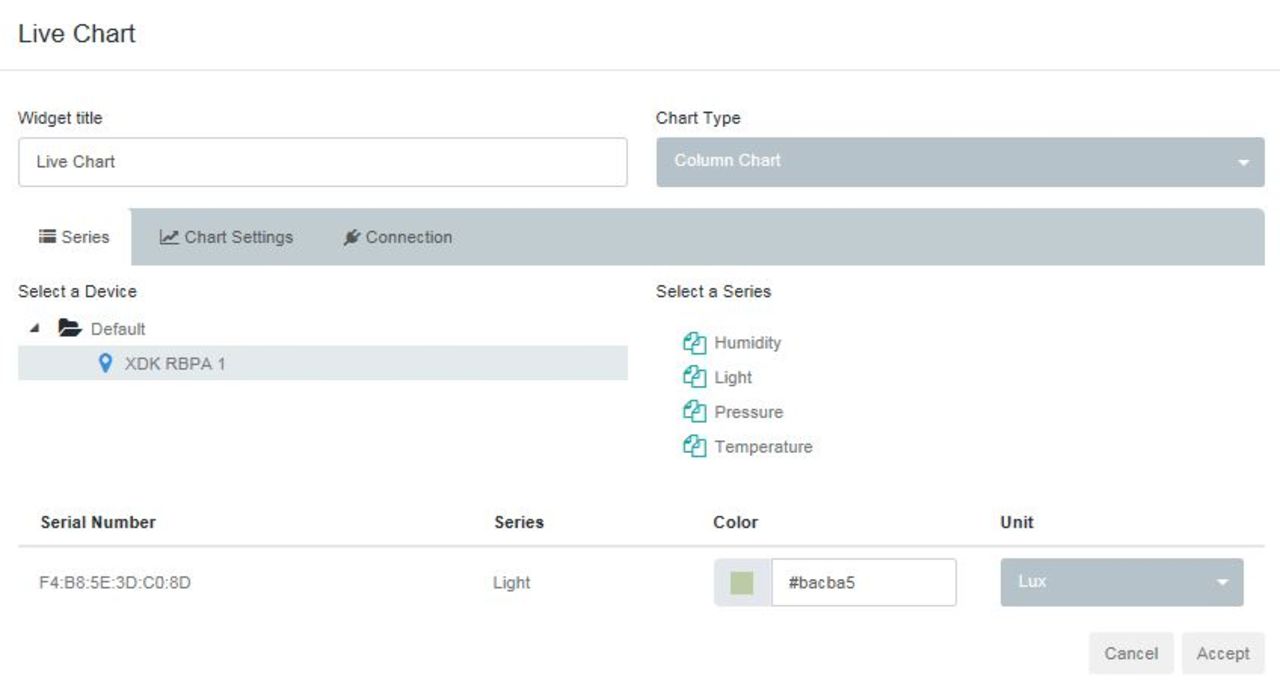 Live Chart
Widget title
Chart Type
Live Chart
Column Chart
Series
Chart Settings
Connection
Select a Device
Select a Series
Default
XDK RBPA 1
Humidity
Light
Pressure
Temperature
Serial Number
Series
Color
Unit
F4:B8:5E:3D:C0:8D
Light
#bacba5
Lux
Cancel
Accept